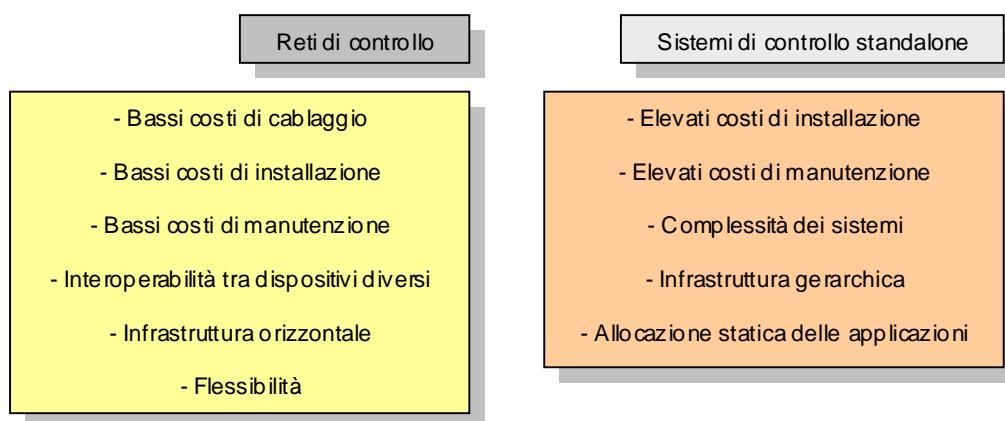 Reti di controllo
- Bassi costi di cablaggio
- Bassi costi di installazione
- Bassi costi di manutenzione
- Interoperabilità tra dispositivi diversi
- Infrastruttura orizzontale
- Flessibilità
Sistemi di controllo standalone
- Elevati costi di installazione
- Elevati costi di manutenzione
- Complessità dei sistemi
- Infrastruttura gerarchica
- Allocazione statica delle applicazioni